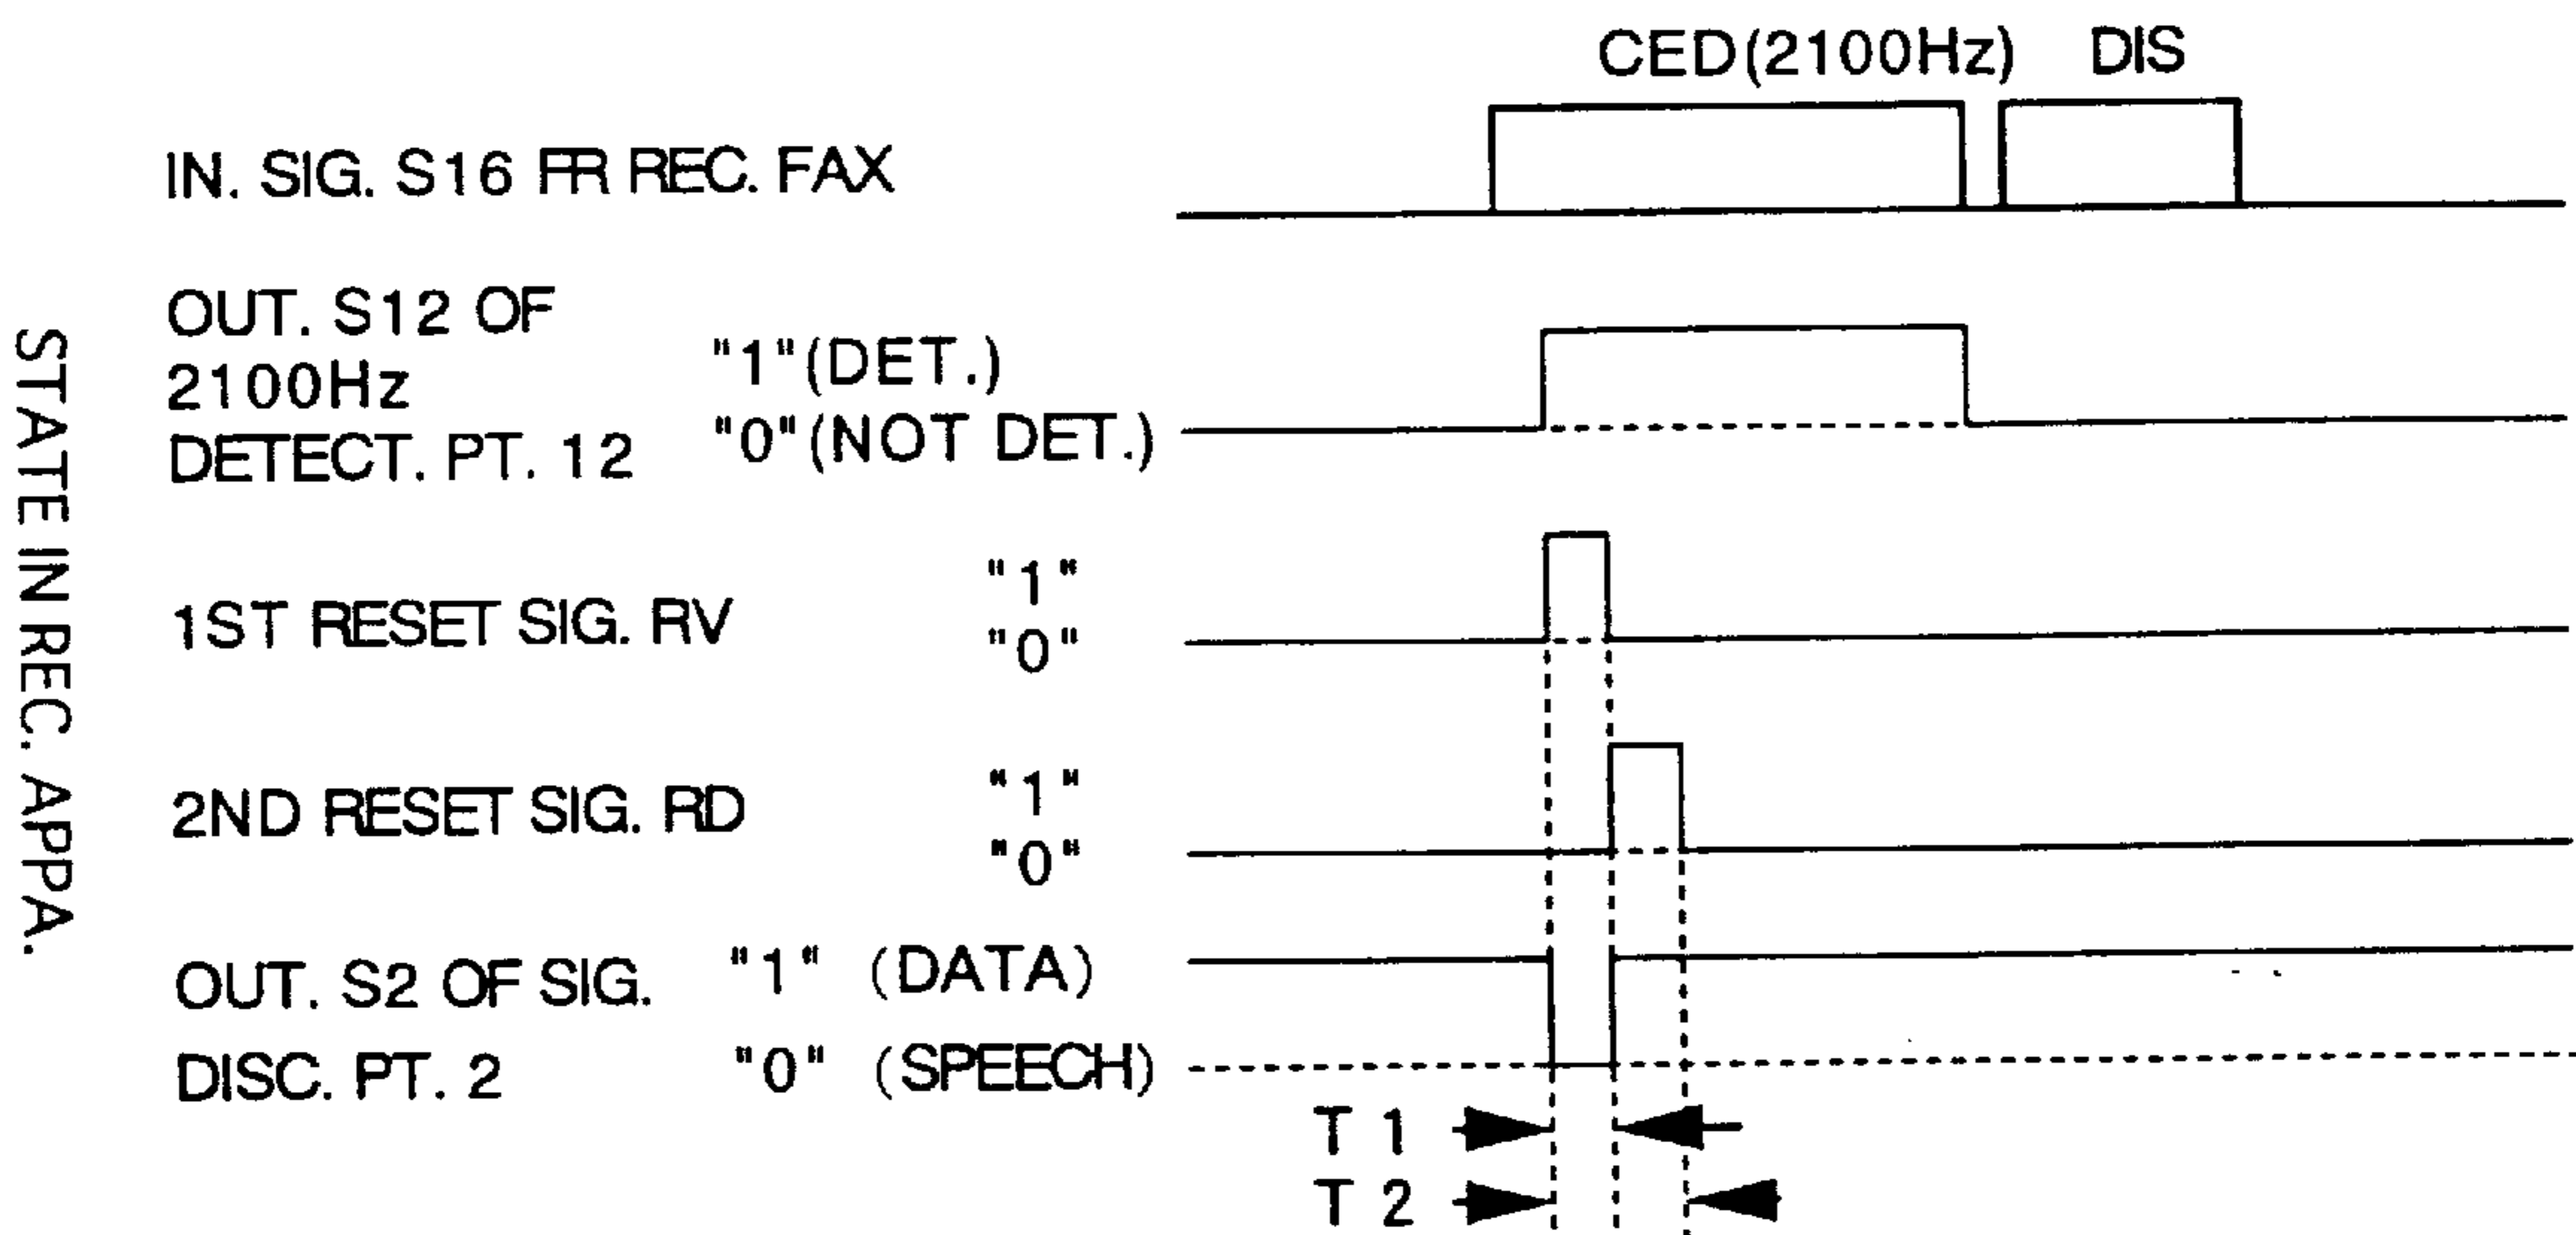 CED(2100Hz) DIS
IN. SIG. S16 FR REC. FAX
OUT. S12 OF
2100Hz
DETECT. PT. 12
"1"(DET.)
"0"(NOT DET.)
1ST RESET SIG. RV
"1"
"0"
2ND RESET SIG. RD
"1"
"0"
OUT. S2 OF SIG.
DISC. PT. 2
"1" (DATA)
"0" (SPEECH)
T 1
T 2
STATE IN REC. APPA.